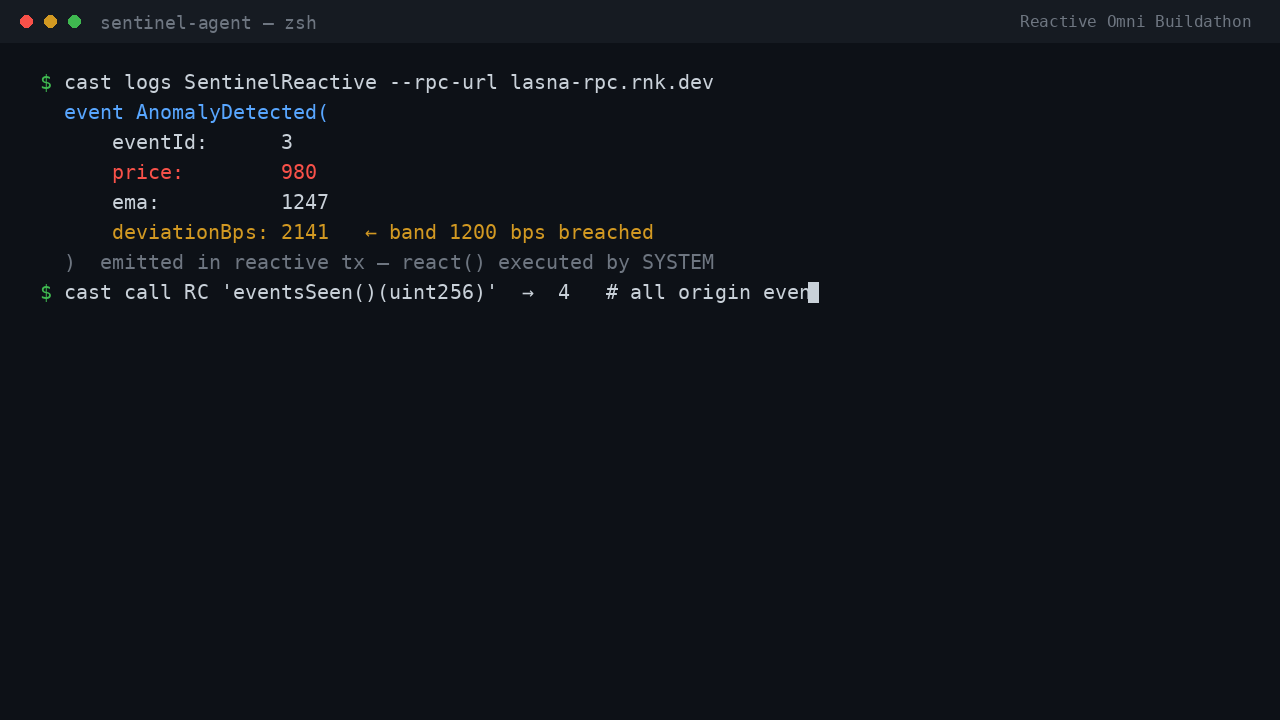 sentinel-agent — zsh
Reactive Omni Buildathon
$ cast logs SentinelReactive --rpc-url lasna-rpc.rnk.dev
event AnomalyDetected(
eventId: 3
price: 980
ema: 1247
deviationBps: 2141 ← band 1200 bps breached
) emitted in reactive tx — react() executed by SYSTEM
$ cast call RC 'eventsSeen()(uint256)' → 4 # all origin even